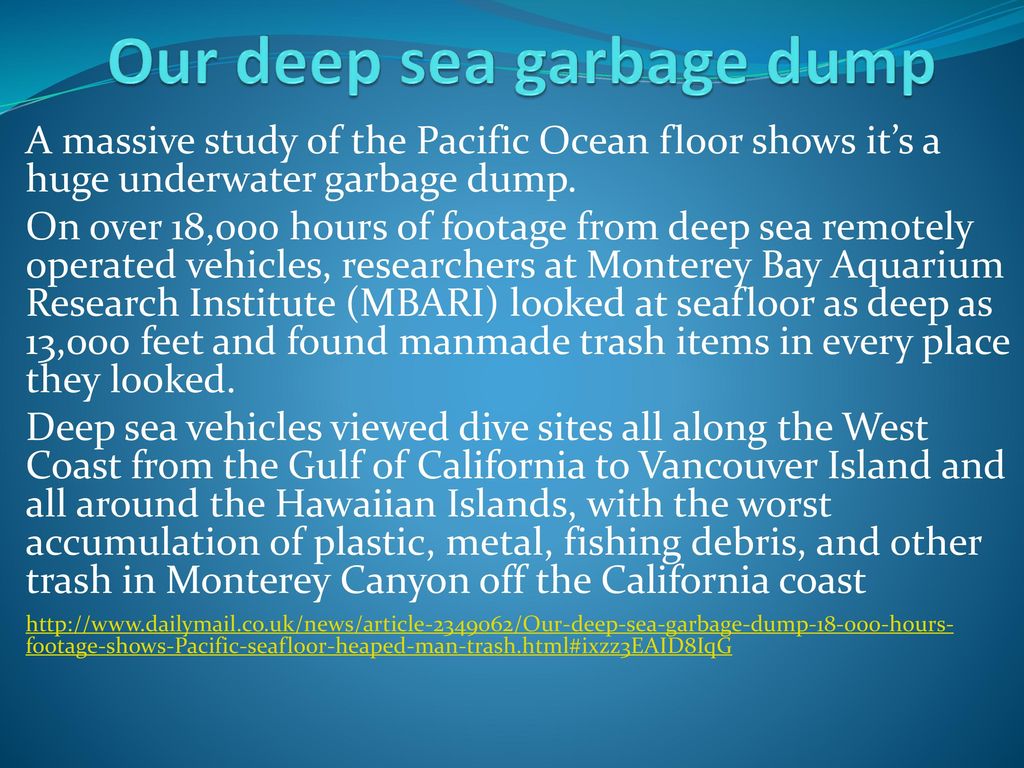 Our deep sea garbage dump
A massive study of the Pacific Ocean floor shows it’s a
huge underwater garbage dump.
On over 18,000 hours of footage from deep sea remotely
operated vehicles, researchers at Monterey Bay Aquarium
Research Institute (MBARI) looked at seafloor as deep as
13,000 feet and found manmade trash items in every place
they looked.
Deep sea vehicles viewed dive sites all along the West
Coast from the Gulf of California to Vancouver Island and
all around the Hawaiian Islands, with the worst
accumulation of plastic, metal, fishing debris, and other
trash in Monterey Canyon off the California coast
http://www.dailymail.co.uk/news/article-2349062/Our-deep-sea-garbage-dump-18-000-hours-
footage-shows-Pacific-seafloor-heaped-man-trash.html#ixzz3EAID8IqG